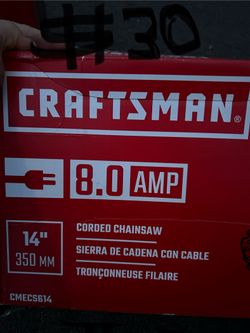 $30
CRAFTSMAN®
8.0 AMP
14"
350 MM
CORDED CHAINSAW
SIERRA DE CADENA CON CABLE
TRONÇONNEUSE FILAIRE
CMECS614